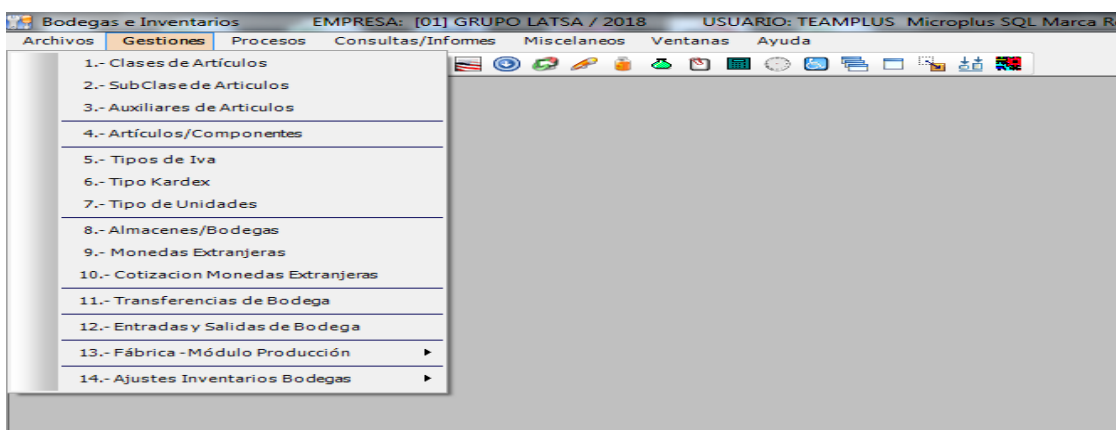 Bodegas e Inventarios EMPRESA: [01] GRUPO LATSA / 2018 USUARIO: TEAMPLUS Microplus SQL Marca R
Archivos Gestiones Procesos Consultas/Informes Miscelaneos Ventanas Ayuda
1.- Clases de Artículos
2.- SubClase de Articulos
3.- Auxiliares de Articulos
4.- Artículos/Componentes
5.- Tipos de Iva
6.- Tipo Kardex
7.- Tipo de Unidades
8.- Almacenes/Bodegas
9.- Monedas Extranjeras
10.- Cotizacion Monedas Extranjeras
11.- Transferencias de Bodega
12.- Entradas y Salidas de Bodega
13.- Fábrica - Módulo Producción
14.- Ajustes Inventarios Bodegas